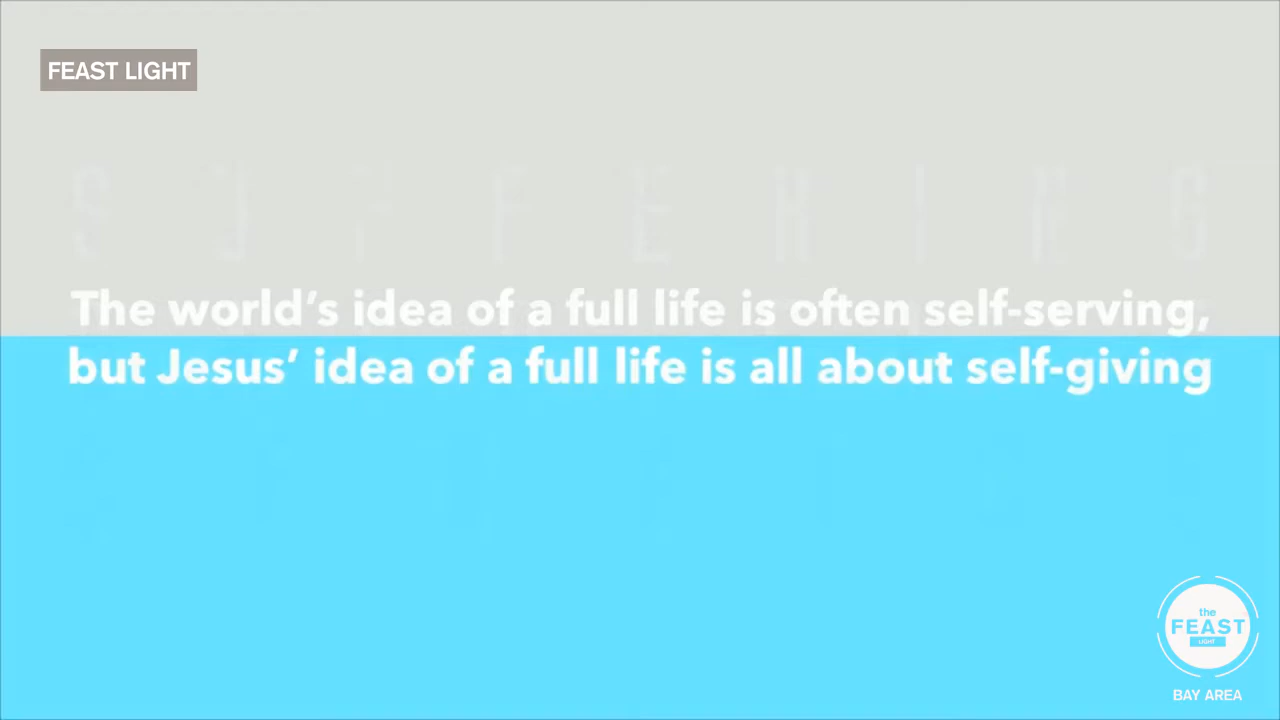 FEAST LIGHT
SUFFERING
The world’s idea of a full life is often self-serving,
but Jesus’ idea of a full life is all about self-giving
the
FEAST
LIGHT
BAY AREA